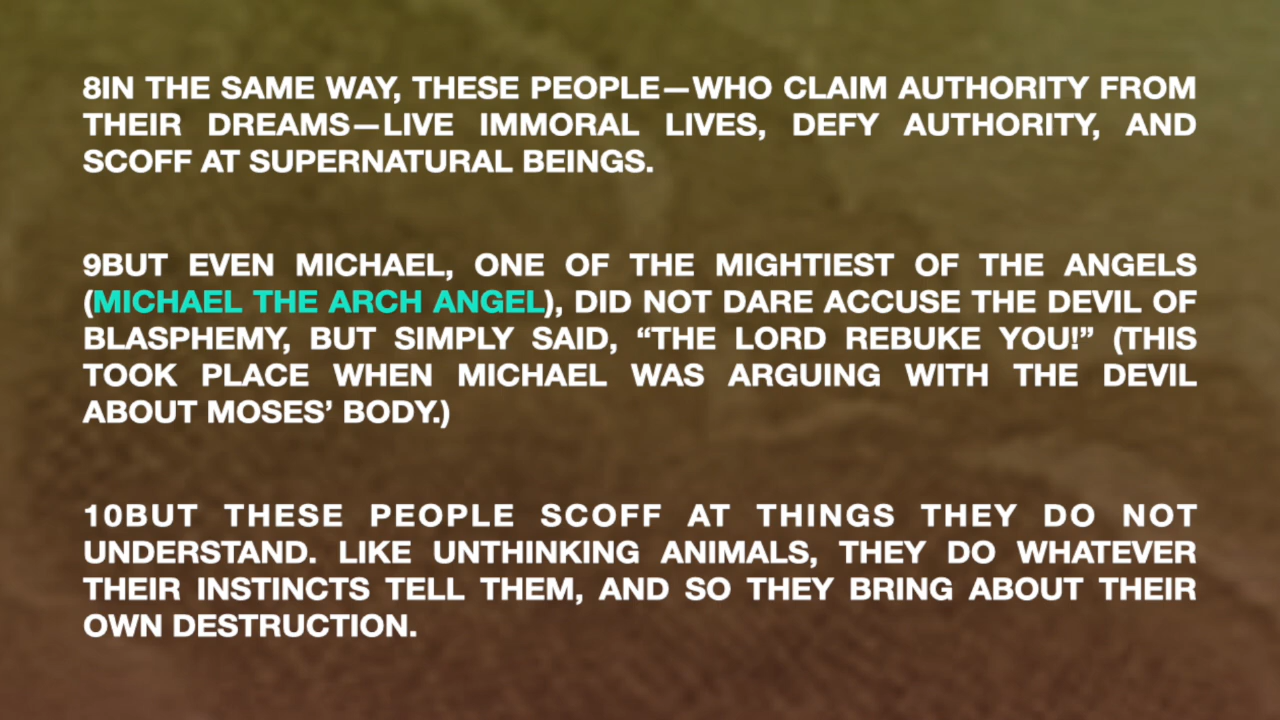 8IN THE SAME WAY, THESE PEOPLE—WHO CLAIM AUTHORITY FROM
THEIR DREAMS—LIVE IMMORAL LIVES, DEFY AUTHORITY, AND
SCOFF AT SUPERNATURAL BEINGS.
9BUT EVEN MICHAEL, ONE OF THE MIGHTIEST OF THE ANGELS
(MICHAEL THE ARCH ANGEL), DID NOT DARE ACCUSE THE DEVIL OF
BLASPHEMY, BUT SIMPLY SAID, “THE LORD REBUKE YOU!” (THIS
TOOK PLACE WHEN MICHAEL WAS ARGUING WITH THE DEVIL
ABOUT MOSES’ BODY.)
10BUT THESE PEOPLE SCOFF AT THINGS THEY DO NOT
UNDERSTAND. LIKE UNTHINKING ANIMALS, THEY DO WHATEVER
THEIR INSTINCTS TELL THEM, AND SO THEY BRING ABOUT THEIR
OWN DESTRUCTION.